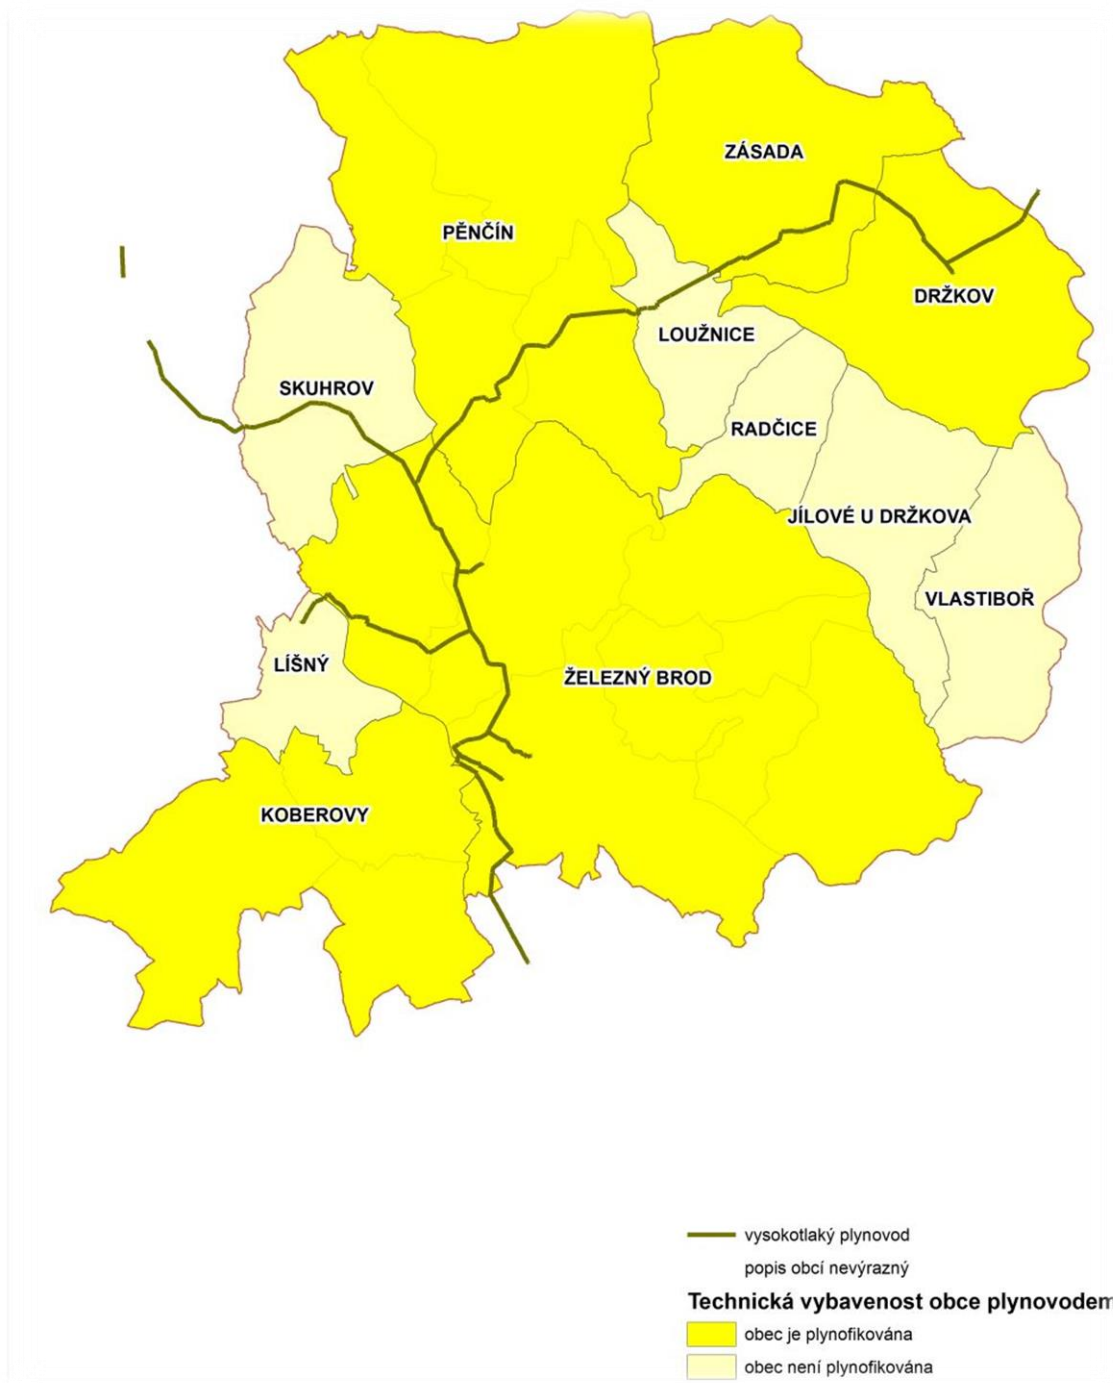 ZÁSADA
PĚNČÍN
DRŽKOV
LOUŽNICE
SKUHROV
RADČICE
JÍLOVÉ U DRŽKOVA
VLASTIBOŘ
LÍŠNÝ
ŽELEZNÝ BROD
KOBEROVY
vysokotlaký plynovod
popis obcí nevýrazný
Technická vybavenost obce plynovodem
obec je plynofikována
obec není plynofikována